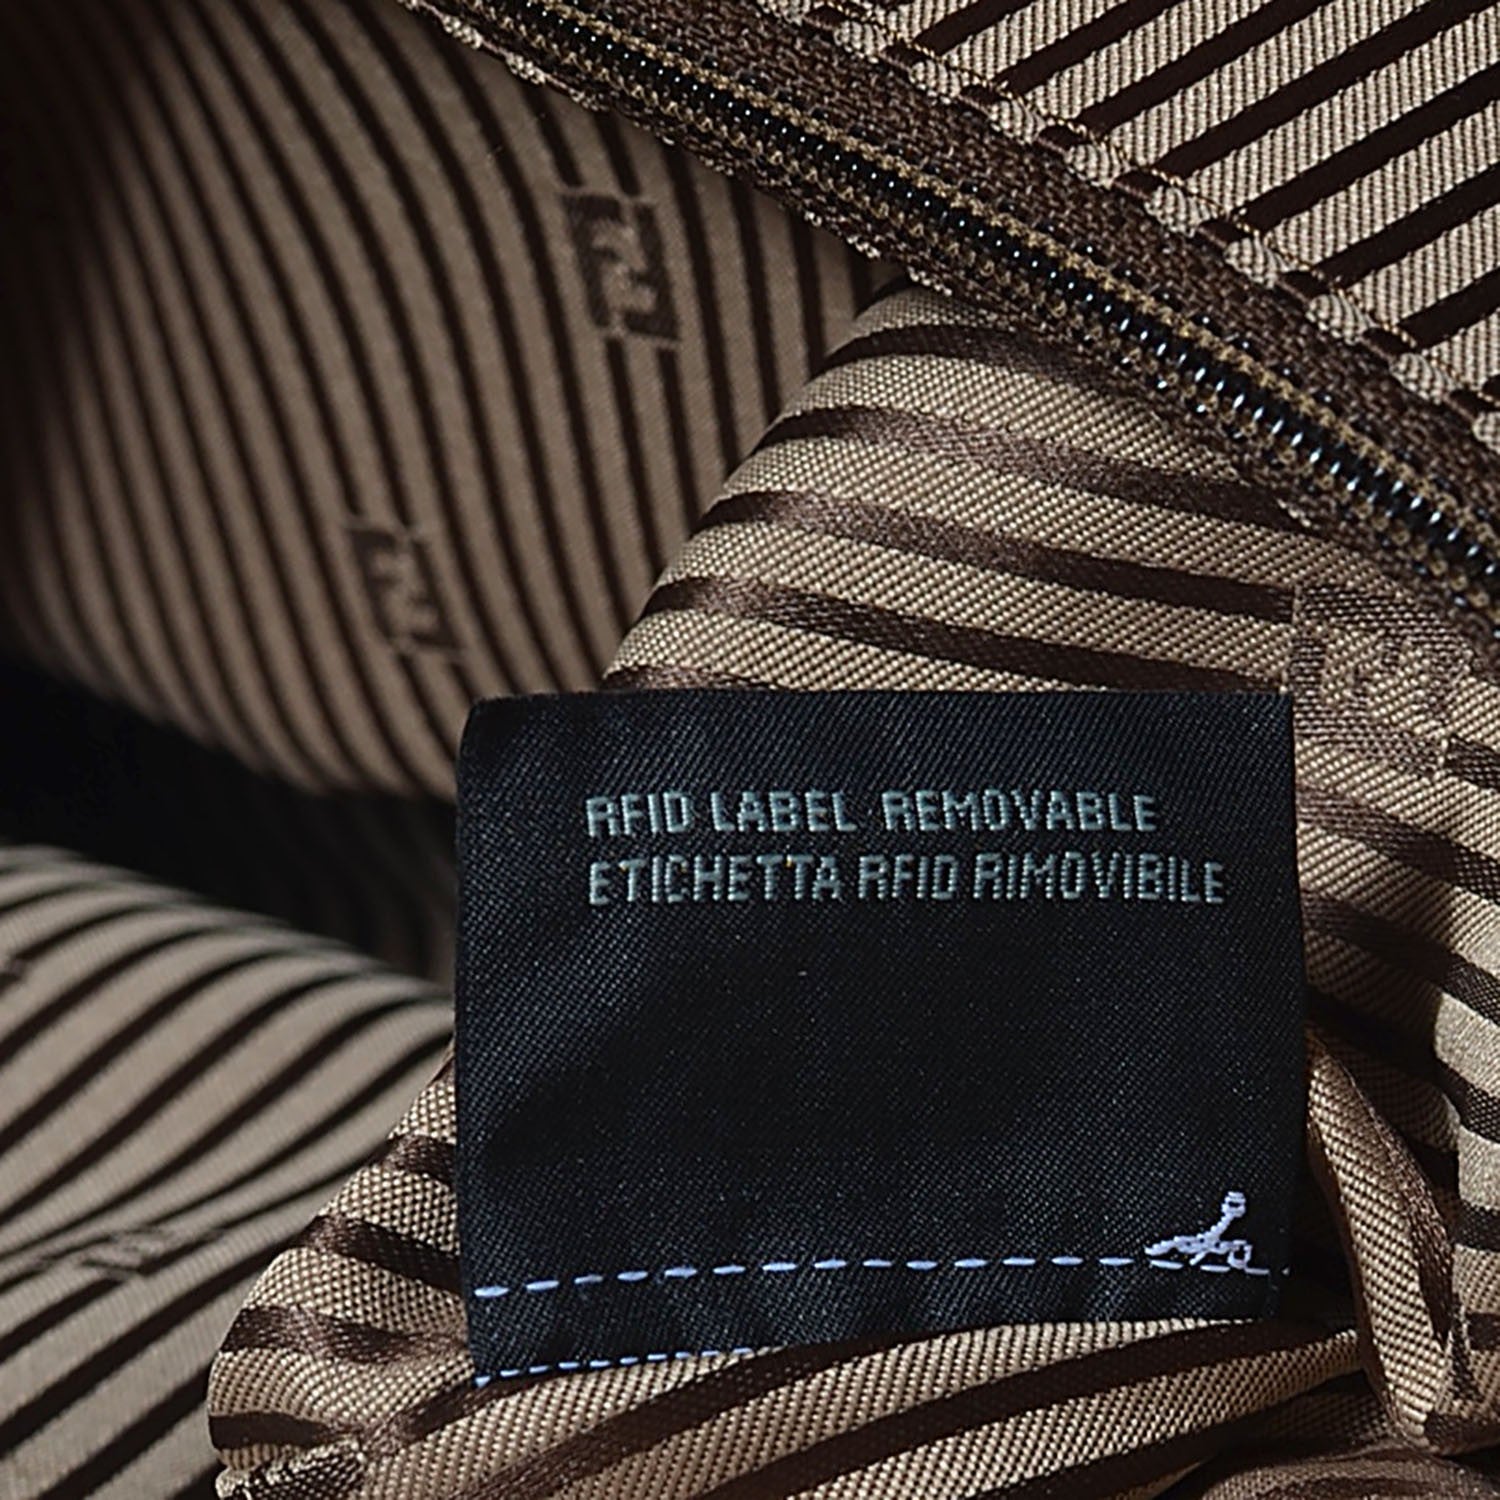 RFID LABEL REMOVABLE
ETICHETTA RFID RIMOVIBILE